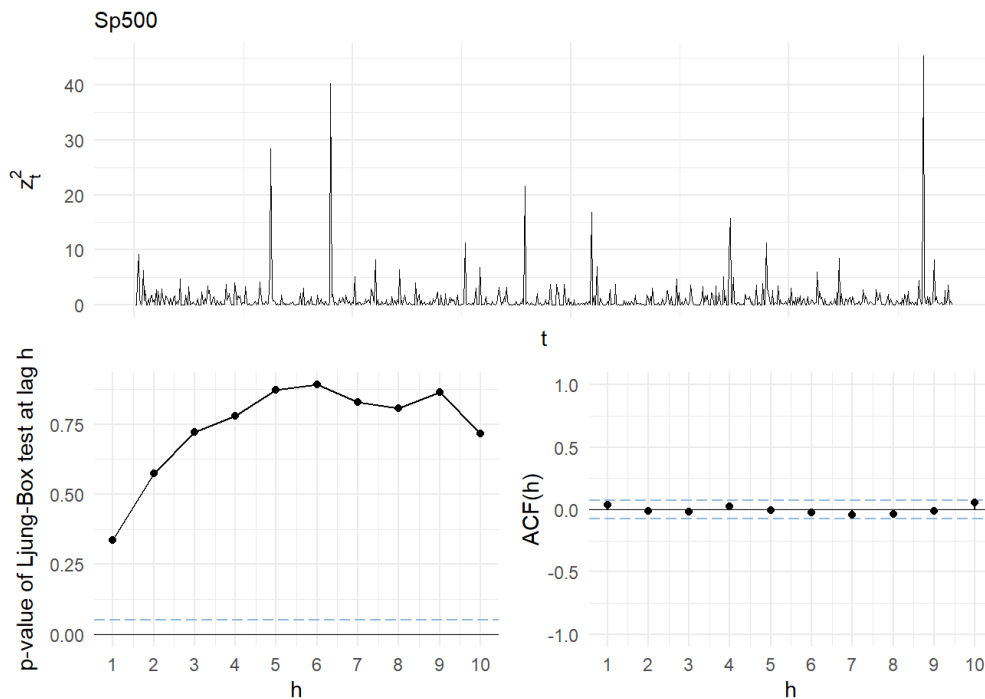 Sp500
z_t^2
40
30
20
10
0
t
p-value of Ljung-Box test at lag h
0.75
0.50
0.25
0.00
1 2 3 4 5 6 7 8 9 10
h
ACF(h)
1.0
0.5
0.0
-0.5
-1.0
1 2 3 4 5 6 7 8 9 10
h